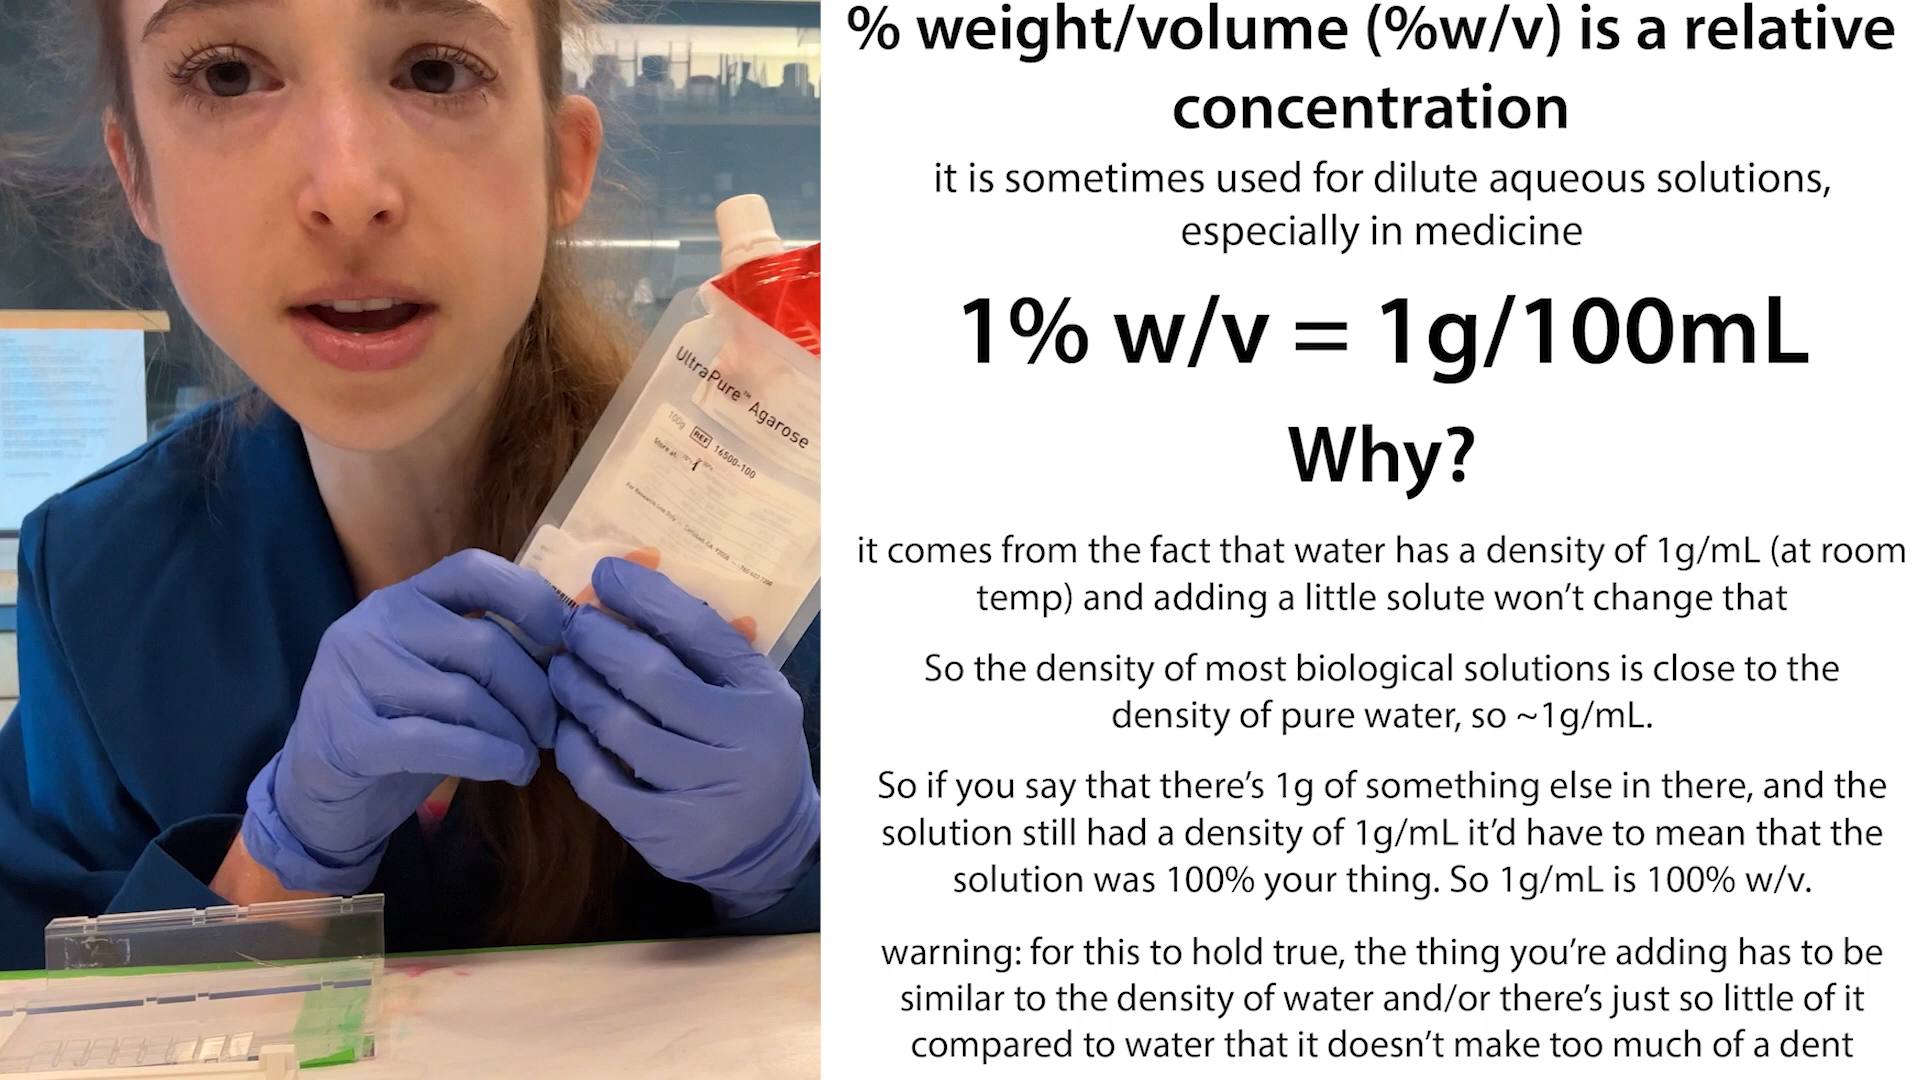 % weight/volume (%w/v) is a relative
concentration
it is sometimes used for dilute aqueous solutions,
especially in medicine
1% w/v = 1g/100mL
Why?
it comes from the fact that water has a density of 1g/mL (at room
temp) and adding a little solute won’t change that
So the density of most biological solutions is close to the
density of pure water, so ~1g/mL.
So if you say that there’s 1g of something else in there, and the
solution still had a density of 1g/mL it’d have to mean that the
solution was 100% your thing. So 1g/mL is 100% w/v.
warning: for this to hold true, the thing you’re adding has to be
similar to the density of water and/or there’s just so little of it
compared to water that it doesn’t make too much of a dent
UltraPure™ Agarose
100g REF 16500-100
Store at:
For Research Use Only